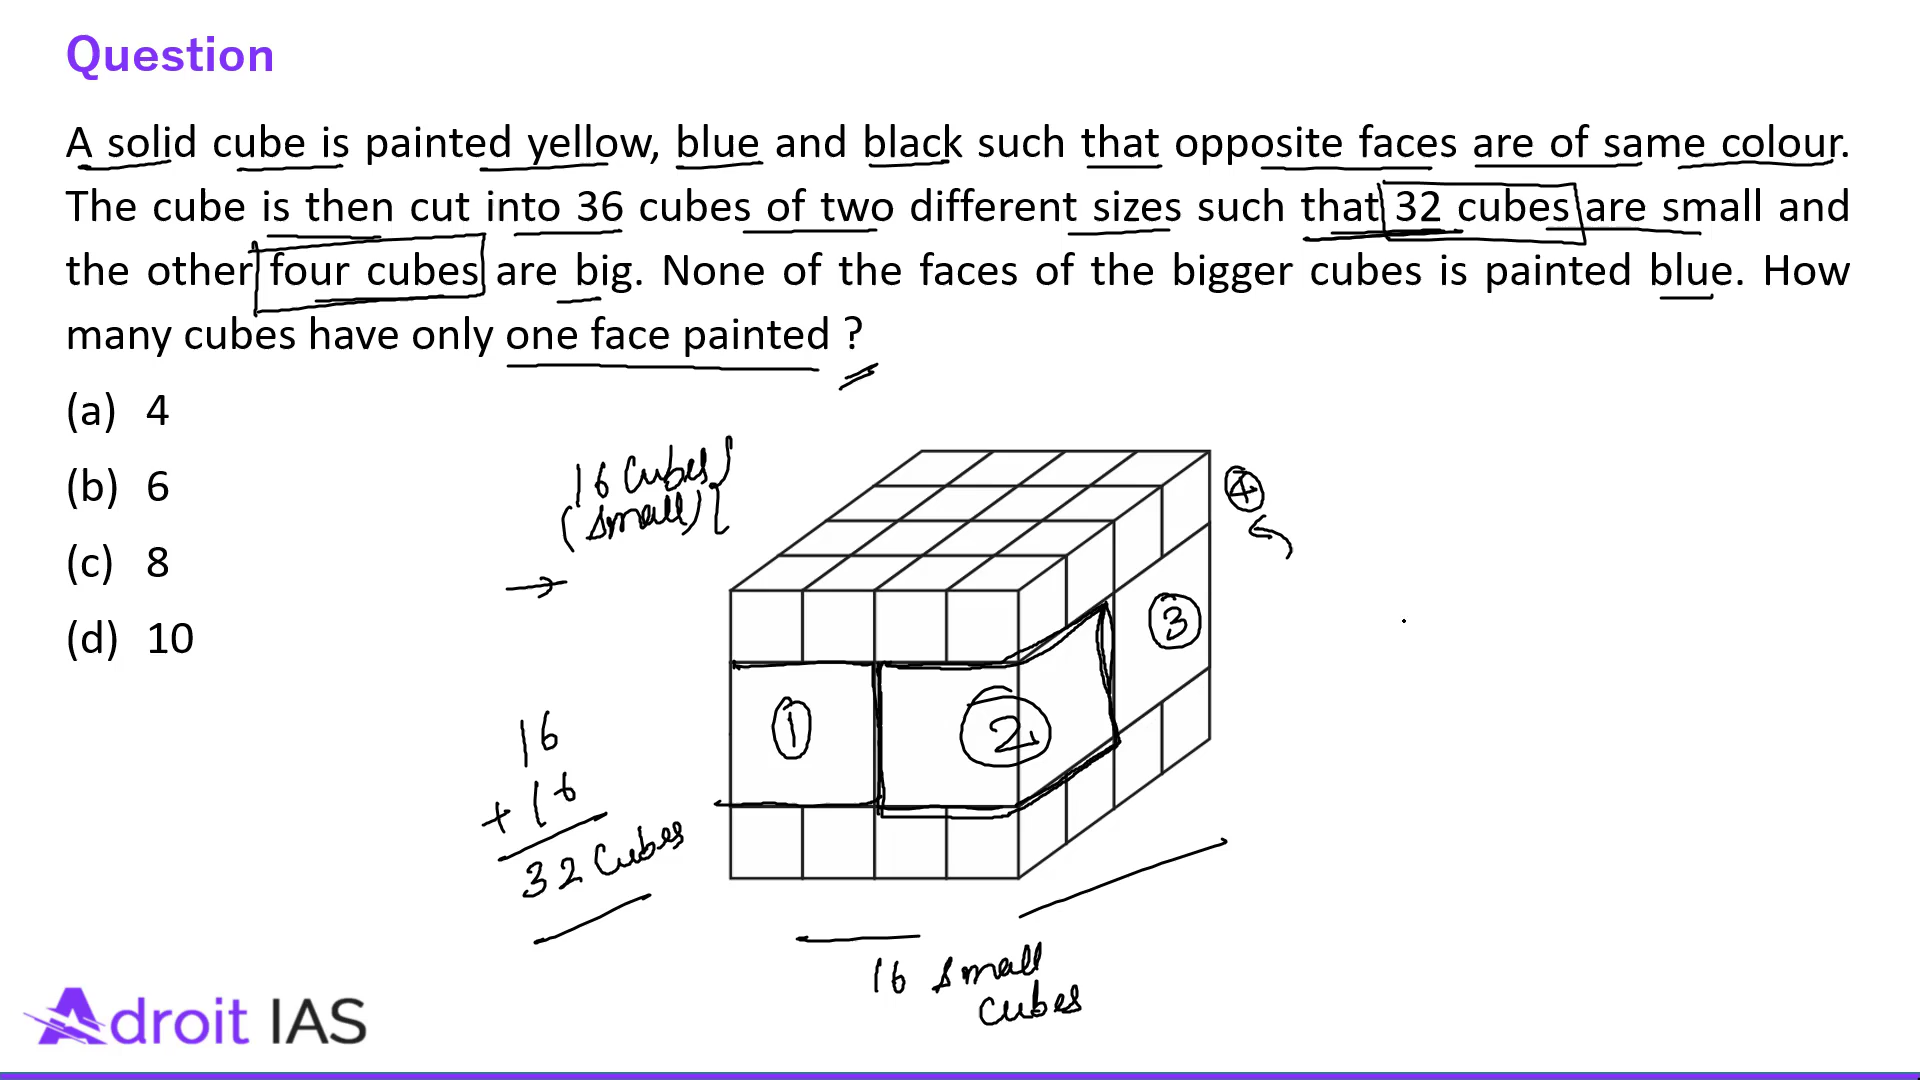 Question
A solid cube is painted yellow, blue and black such that opposite faces are of same colour.
The cube is then cut into 36 cubes of two different sizes such that 32 cubes are small and
the other four cubes are big. None of the faces of the bigger cubes is painted blue. How
many cubes have only one face painted ?
(a) 4
(b) 6
(c) 8
(d) 10
16 Cubes
(small)
4
3
1
2
16
+ 16
32 Cubes
16 small
cubes
Adroit IAS